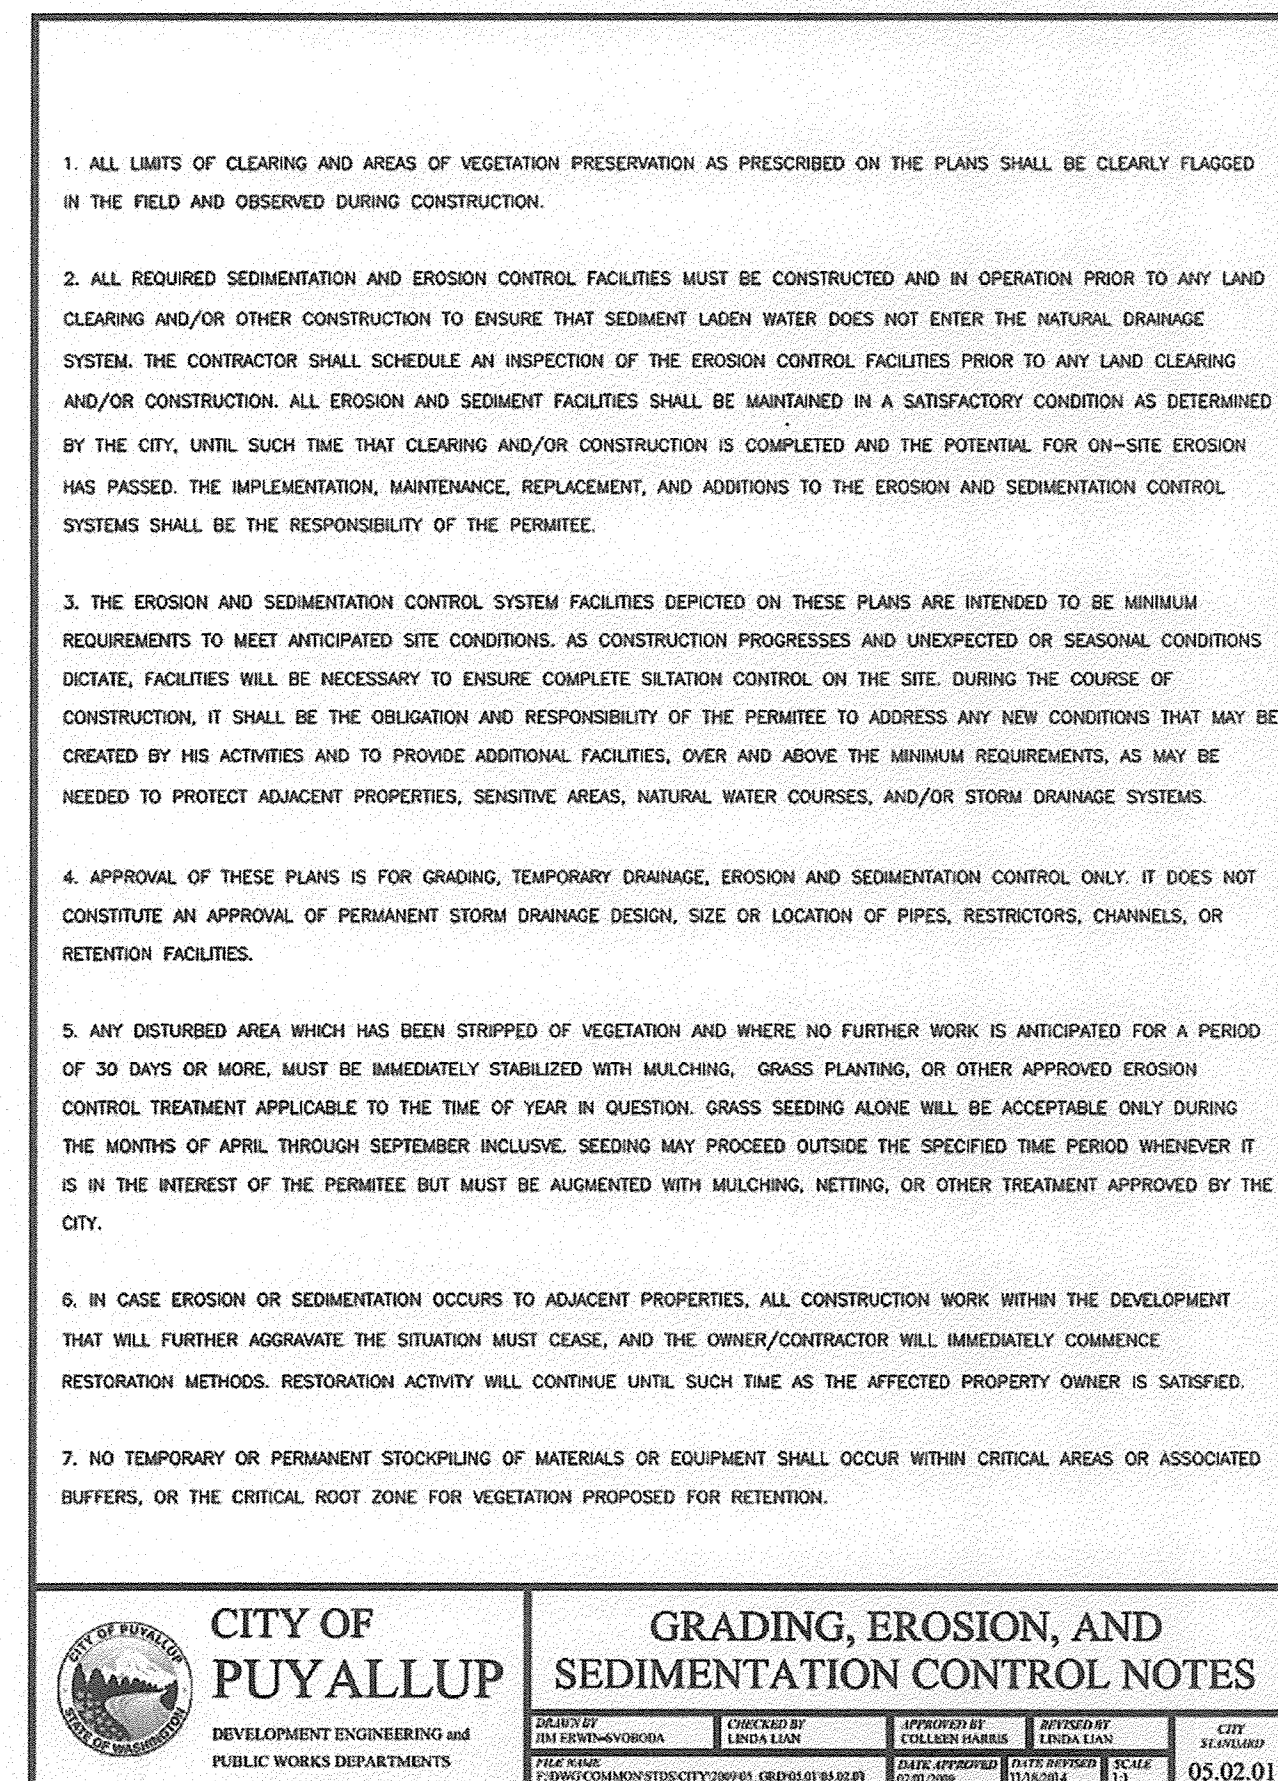 1. ALL LIMITS OF CLEARING AND AREAS OF VEGETATION PRESERVATION AS PRESCRIBED ON THE PLANS SHALL BE CLEARLY FLAGGED
IN THE FIELD AND OBSERVED DURING CONSTRUCTION.
2. ALL REQUIRED SEDIMENTATION AND EROSION CONTROL FACILITIES MUST BE CONSTRUCTED AND IN OPERATION PRIOR TO ANY LAND
CLEARING AND/OR OTHER CONSTRUCTION TO ENSURE THAT SEDIMENT LADEN WATER DOES NOT ENTER THE NATURAL DRAINAGE
SYSTEM. THE CONTRACTOR SHALL SCHEDULE AN INSPECTION OF THE EROSION CONTROL FACILITIES PRIOR TO ANY LAND CLEARING
AND/OR CONSTRUCTION. ALL EROSION AND SEDIMENT FACILITIES SHALL BE MAINTAINED IN A SATISFACTORY CONDITION AS DETERMINED
BY THE CITY, UNTIL SUCH TIME THAT CLEARING AND/OR CONSTRUCTION IS COMPLETED AND THE POTENTIAL FOR ON-SITE EROSION
HAS PASSED. THE IMPLEMENTATION, MAINTENANCE, REPLACEMENT, AND ADDITIONS TO THE EROSION AND SEDIMENTATION CONTROL
SYSTEMS SHALL BE THE RESPONSIBILITY OF THE PERMITEE.
3. THE EROSION AND SEDIMENTATION CONTROL SYSTEM FACILITIES DEPICTED ON THESE PLANS ARE INTENDED TO BE MINIMUM
REQUIREMENTS TO MEET ANTICIPATED SITE CONDITIONS. AS CONSTRUCTION PROGRESSES AND UNEXPECTED OR SEASONAL CONDITIONS
DICTATE, FACILITIES WILL BE NECESSARY TO ENSURE COMPLETE SILTATION CONTROL ON THE SITE. DURING THE COURSE OF
CONSTRUCTION, IT SHALL BE THE OBLIGATION AND RESPONSIBILITY OF THE PERMITEE TO ADDRESS ANY NEW CONDITIONS THAT MAY BE
CREATED BY HIS ACTIVITIES AND TO PROVIDE ADDITIONAL FACILITIES, OVER AND ABOVE THE MINIMUM REQUIREMENTS, AS MAY BE
NEEDED TO PROTECT ADJACENT PROPERTIES, SENSITIVE AREAS, NATURAL WATER COURSES, AND/OR STORM DRAINAGE SYSTEMS.
4. APPROVAL OF THESE PLANS IS FOR GRADING, TEMPORARY DRAINAGE, EROSION AND SEDIMENTATION CONTROL ONLY. IT DOES NOT
CONSTITUTE AN APPROVAL OF PERMANENT STORM DRAINAGE DESIGN, SIZE OR LOCATION OF PIPES, RESTRICTORS, CHANNELS, OR
RETENTION FACILITIES.
5. ANY DISTURBED AREA WHICH HAS BEEN STRIPPED OF VEGETATION AND WHERE NO FURTHER WORK IS ANTICIPATED FOR A PERIOD
OF 30 DAYS OR MORE, MUST BE IMMEDIATELY STABILIZED WITH MULCHING, GRASS PLANTING, OR OTHER APPROVED EROSION
CONTROL TREATMENT APPLICABLE TO THE TIME OF YEAR IN QUESTION. GRASS SEEDING ALONE WILL BE ACCEPTABLE ONLY DURING
THE MONTHS OF APRIL THROUGH SEPTEMBER INCLUSVE. SEEDING MAY PROCEED OUTSIDE THE SPECIFIED TIME PERIOD WHENEVER IT
IS IN THE INTEREST OF THE PERMITEE BUT MUST BE AUGMENTED WITH MULCHING, NETTING, OR OTHER TREATMENT APPROVED BY THE
CITY.
6. IN CASE EROSION OR SEDIMENTATION OCCURS TO ADJACENT PROPERTIES, ALL CONSTRUCTION WORK WITHIN THE DEVELOPMENT
THAT WILL FURTHER AGGRAVATE THE SITUATION MUST CEASE, AND THE OWNER/CONTRACTOR WILL IMMEDIATELY COMMENCE
RESTORATION METHODS. RESTORATION ACTIVITY WILL CONTINUE UNTIL SUCH TIME AS THE AFFECTED PROPERTY OWNER IS SATISFIED.
7. NO TEMPORARY OR PERMANENT STOCKPILING OF MATERIALS OR EQUIPMENT SHALL OCCUR WITHIN CRITICAL AREAS OR ASSOCIATED
BUFFERS, OR THE CRITICAL ROOT ZONE FOR VEGETATION PROPOSED FOR RETENTION.
CITY OF PUYALLUP
STATE OF WASHINGTON
CITY OF
PUYALLUP
DEVELOPMENT ENGINEERING and
PUBLIC WORKS DEPARTMENTS
GRADING, EROSION, AND
SEDIMENTATION CONTROL NOTES
DRAWN BY
JIM ERWIN-SVOBODA
CHECKED BY
LINDA LIAN
APPROVED BY
COLLEEN HARRIS
REVISED BY
LINDA LIAN
CITY
STANDARD
05.02.01
FILE NAME
DATE APPROVED
DATE REVISED
SCALE
1:1